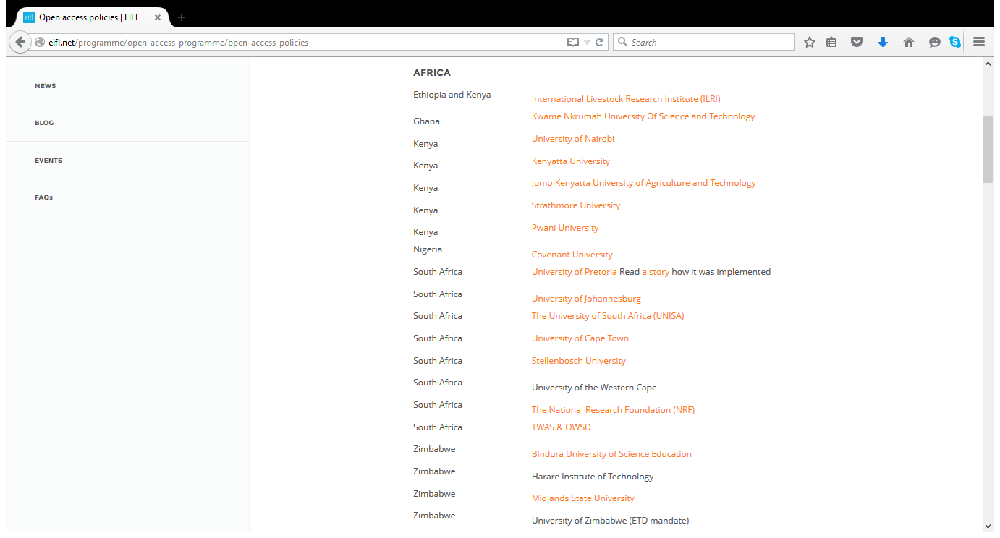 Open access policies | EIFL
eifl.net/programme/open-access-programme/open-access-policies
Search
NEWS
BLOG
EVENTS
FAQs
AFRICA
Ethiopia and Kenya International Livestock Research Institute (ILRI)
Ghana Kwame Nkrumah University Of Science and Technology
Kenya University of Nairobi
Kenya Kenyatta University
Kenya Jomo Kenyatta University of Agriculture and Technology
Kenya Strathmore University
Kenya Pwani University
Nigeria Covenant University
South Africa University of Pretoria Read a story how it was implemented
South Africa University of Johannesburg
South Africa The University of South Africa (UNISA)
South Africa University of Cape Town
South Africa Stellenbosch University
South Africa University of the Western Cape
South Africa The National Research Foundation (NRF)
South Africa TWAS & OWSD
Zimbabwe Bindura University of Science Education
Zimbabwe Harare Institute of Technology
Zimbabwe Midlands State University
Zimbabwe University of Zimbabwe (ETD mandate)